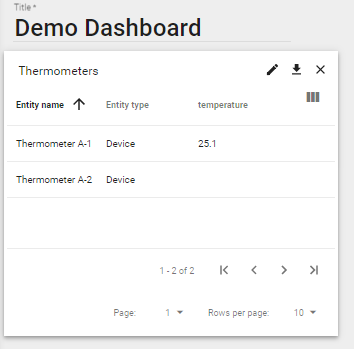 Title *
Demo Dashboard
Thermometers
Entity name Entity type temperature
Thermometer A-1 Device 25.1
Thermometer A-2 Device
1 - 2 of 2
Page: 1 Rows per page: 10